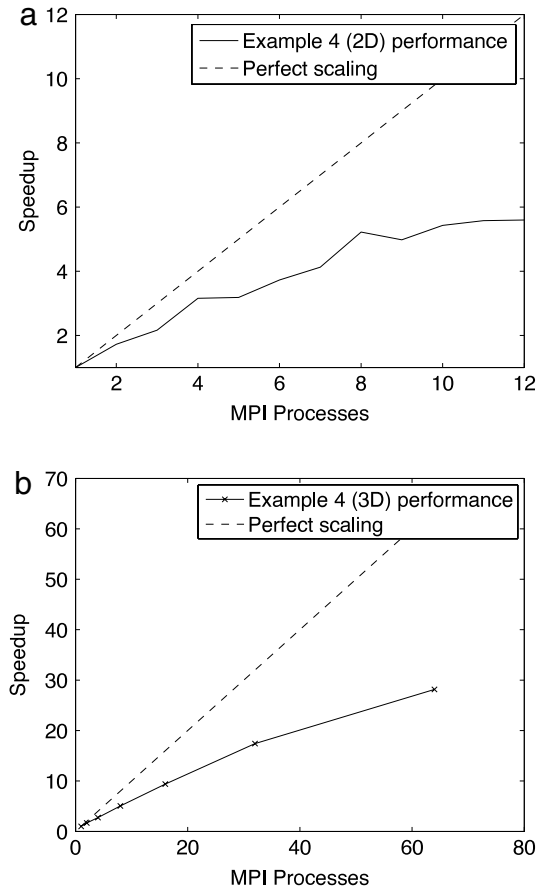 a
12
10
8
6
4
2
Speedup
Example 4 (2D) performance
Perfect scaling
2 4 6 8 10 12
MPI Processes
b
70
60
50
40
30
20
10
0
Speedup
Example 4 (3D) performance
Perfect scaling
0 20 40 60 80
MPI Processes